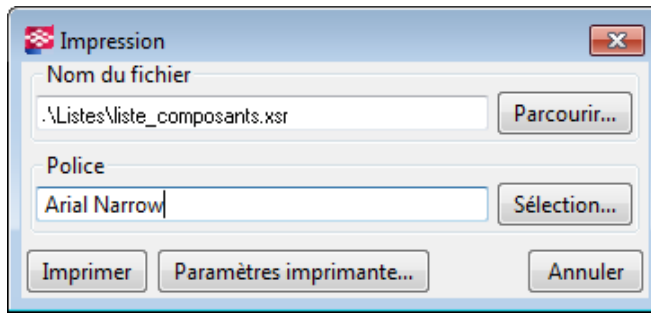 Impression
Nom du fichier
.\Listes\liste_composants.xsr
Parcourir...
Police
Arial Narrow
Sélection...
Imprimer
Paramètres imprimante...
Annuler